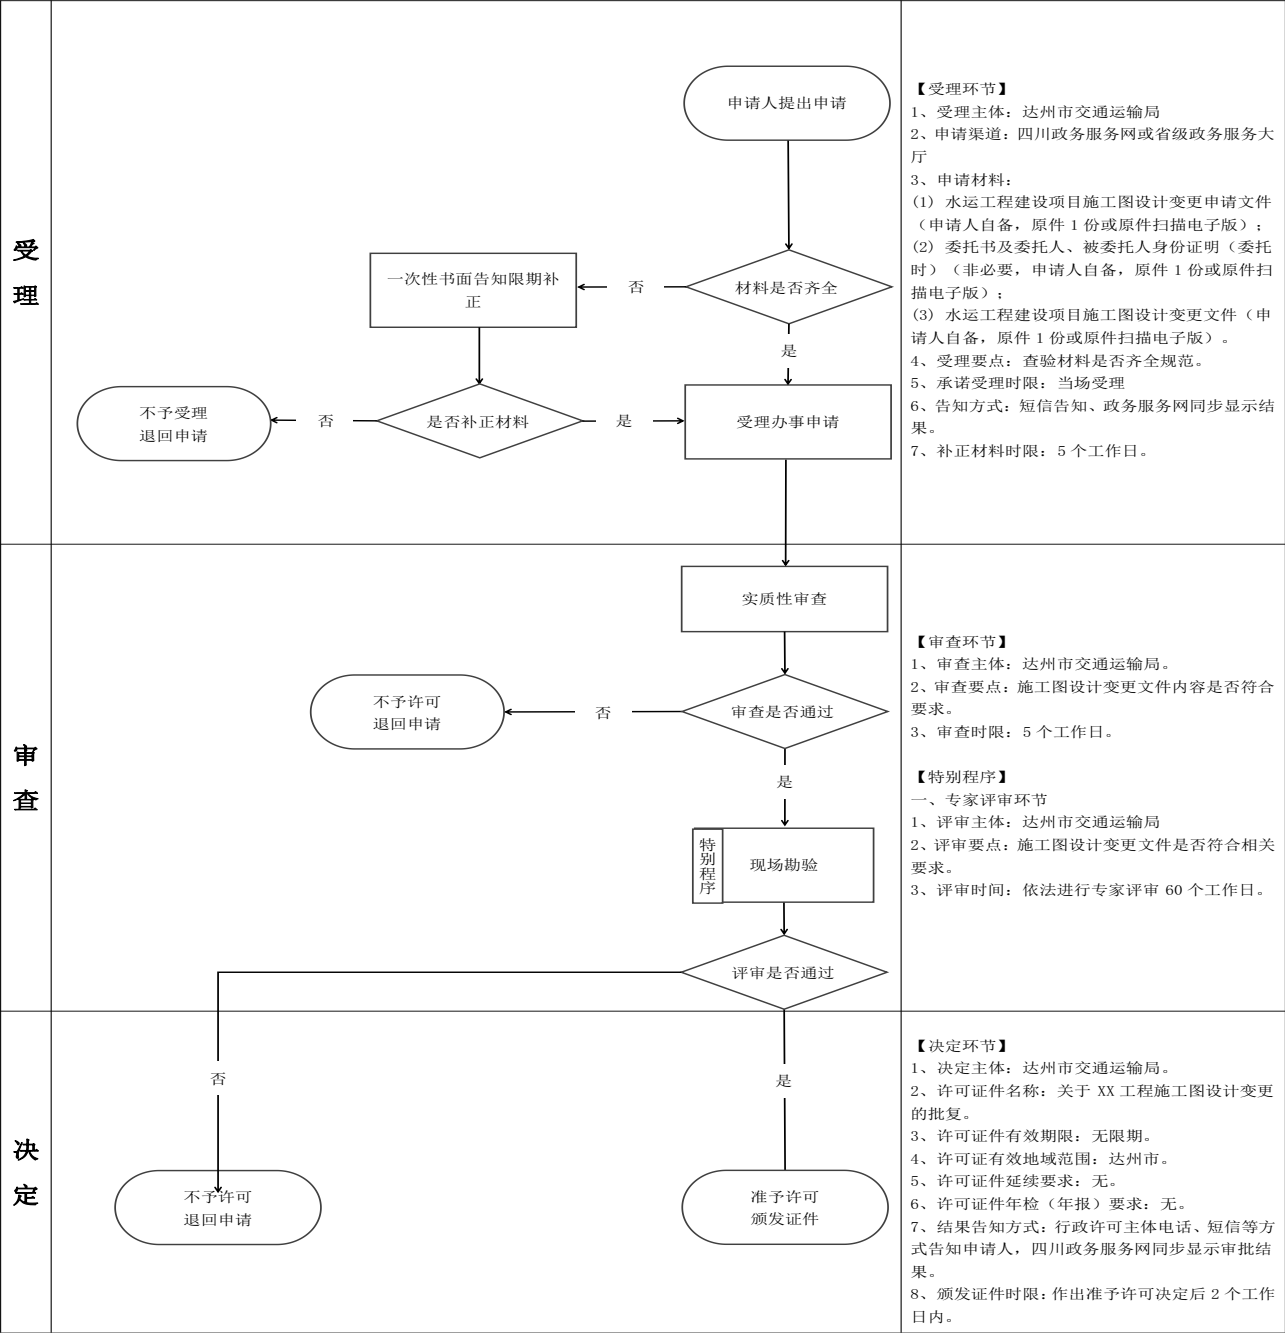 受
理
申请人提出申请
材料是否齐全
否
一次性书面告知限期补
正
是
是否补正材料
否
不予受理
退回申请
是
受理办事申请
【受理环节】
1、受理主体：达州市交通运输局
2、申请渠道：四川政务服务网或省级政务服务大
厅
3、申请材料：
(1) 水运工程建设项目施工图设计变更申请文件
（申请人自备，原件 1 份或原件扫描电子版）；
(2) 委托书及委托人、被委托人身份证明（委托
时）（非必要，申请人自备，原件 1 份或原件扫
描电子版）；
(3) 水运工程建设项目施工图设计变更文件（申
请人自备，原件 1 份或原件扫描电子版）。
4、受理要点：查验材料是否齐全规范。
5、承诺受理时限：当场受理
6、告知方式：短信告知、政务服务网同步显示结
果。
7、补正材料时限：5 个工作日。
审
查
实质性审查
审查是否通过
否
不予许可
退回申请
是
特别程序
现场勘验
评审是否通过
【审查环节】
1、审查主体：达州市交通运输局。
2、审查要点：施工图设计变更文件内容是否符合
要求。
3、审查时限：5 个工作日。
【特别程序】
一、专家评审环节
1、评审主体：达州市交通运输局
2、评审要点：施工图设计变更文件是否符合相关
要求。
3、评审时间：依法进行专家评审 60 个工作日。
决
定
否
是
不予许可
退回申请
准予许可
颁发证件
【决定环节】
1、决定主体：达州市交通运输局。
2、许可证件名称：关于 XX 工程施工图设计变更
的批复。
3、许可证件有效期限：无限期。
4、许可证有效地域范围：达州市。
5、许可证件延续要求：无。
6、许可证件年检（年报）要求：无。
7、结果告知方式：行政许可主体电话、短信等方
式告知申请人，四川政务服务网同步显示审批结
果。
8、颁发证件时限：作出准予许可决定后 2 个工作
日内。